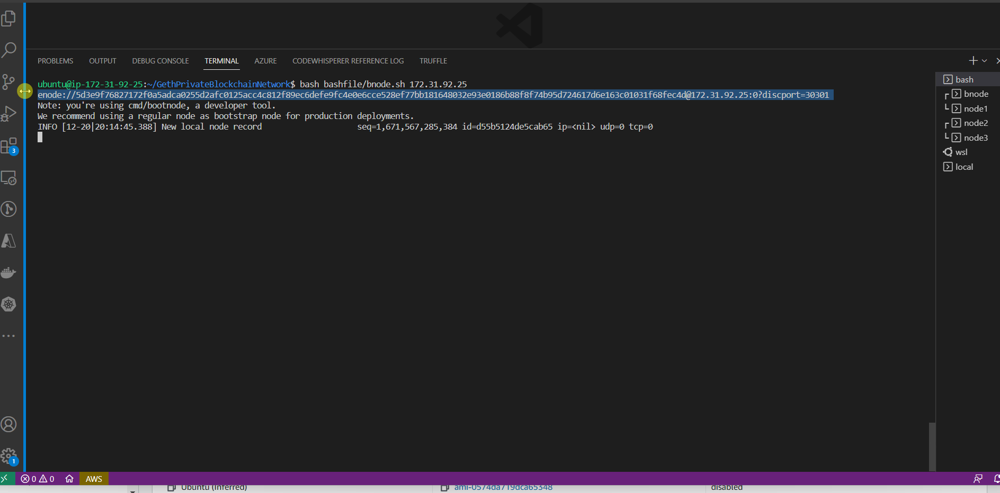 PROBLEMS OUTPUT DEBUG CONSOLE TERMINAL AZURE CODEWHISPERER REFERENCE LOG TRUFFLE
ubuntu@ip-172-31-92-25:~/GethPrivateBlockchainNetwork$ bash bashfile/bnode.sh 172.31.92.25
enode://5d3e9f76827172f0a5adca0255d2afc0125acc4c812f89ec6defe9fc4e0e6cce528ef77bb181648032e93e0186b88f8f74b95d724617d6e163c01031f68fec4d@172.31.92.25:0?discport=30301
Note: you're using cmd/bootnode, a developer tool.
We recommend using a regular node as bootstrap node for production deployments.
INFO [12-20|20:14:45.388] New local node record seq=1,671,567,285,384 id=d55b5124de5cab65 ip=<nil> udp=0 tcp=0
bash
bnode
node1
node2
node3
wsl
local
3
1
0 0 AWS
Ubuntu (Inferred) ami-0574da719dca65348 disabled